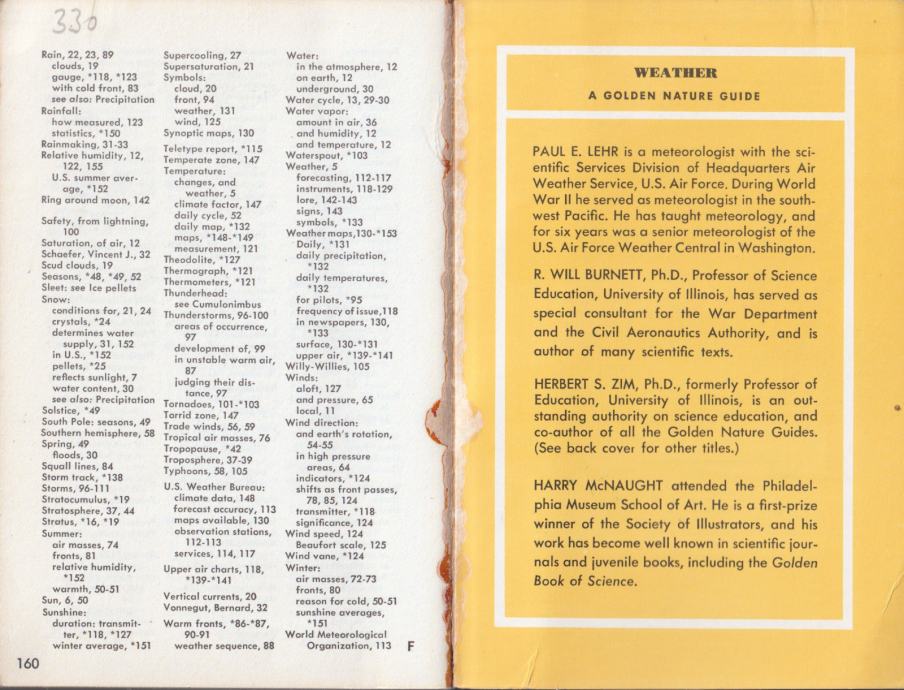 330
Rain, 22, 23, 89
clouds, 19
gauge, *118, *123
with cold front, 83
see also: Precipitation
Rainfall:
how measured, 123
statistics, *150
Rainmaking, 31-33
Relative humidity, 12,
122, 155
U.S. summer aver-
age, *152
Ring around moon, 142
Safety, from lightning,
100
Saturation, of air, 12
Schaefer, Vincent J., 32
Scud clouds, 19
Seasons, *48, *49, 52
Sleet: see Ice pellets
Snow:
conditions for, 21, 24
crystals, *24
determines water
supply, 31, 152
in U.S., *152
pellets, *25
reflects sunlight, 7
water content, 30
see also: Precipitation
Solstice, *49
South Pole: seasons, 49
Southern hemisphere, 58
Spring, 49
floods, 30
Squall lines, 84
Storm track, *138
Storms, 96-111
Stratocumulus, *19
Stratosphere, 37, 44
Stratus, *16, *19
Summer:
air masses, 74
fronts, 81
relative humidity,
*152
warmth, 50-51
Sun, 6, 50
Sunshine:
duration: transmit-
ter, *118, *127
winter average, *151
160
Supercooling, 27
Supersaturation, 21
Symbols:
cloud, 20
front, 94
weather, 131
wind, 125
Synoptic maps, 130
Teletype report, *115
Temperate zone, 147
Temperature:
changes, and
weather, 5
climate factor, 147
daily cycle, 52
daily map, *132
maps, *148-*149
measurement, 121
Theodolite, *127
Thermograph, *121
Thermometers, *121
Thunderhead:
see Cumulonimbus
Thunderstorms, 96-100
areas of occurrence,
97
development of, 99
in unstable warm air,
87
judging their dis-
tance, 97
Tornadoes, 101-*103
Torrid zone, 147
Trade winds, 56, 59
Tropical air masses, 76
Tropopause, *42
Troposphere, 37-39
Typhoons, 58, 105
U.S. Weather Bureau:
climate data, 148
forecast accuracy, 113
maps available, 130
observation stations,
112-113
services, 114, 117
Upper air charts, 118,
*139-*141
Vertical currents, 20
Vonnegut, Bernard, 32
Warm fronts, *86-*87,
90-91
weather sequence, 88
Water:
in the atmosphere, 12
on earth, 12
underground, 30
Water cycle, 13, 29-30
Water vapor:
amount in air, 36
and humidity, 12
and temperature, 12
Waterspout, *103
Weather, 5
forecasting, 112-117
instruments, 118-129
lore, 142-143
signs, 143
symbols, *133
Weather maps, 130-*153
Daily, *131
daily precipitation,
*132
daily temperatures,
*132
for pilots, *95
frequency of issue, 118
in newspapers, 130,
*133
surface, 130-*131
upper air, *139-*141
Willy-Willies, 105
Winds:
aloft, 127
and pressure, 65
local, 11
Wind direction:
and earth's rotation,
54-55
in high pressure
areas, 64
indicators, *124
shifts as front passes,
78, 85, 124
transmitter, *118
significance, 124
Wind speed, 124
Beaufort scale, 125
Wind vane, *124
Winter:
air masses, 72-73
fronts, 80
reason for cold, 50-51
sunshine averages,
*151
World Meteorological
Organization, 113
F
WEATHER
A GOLDEN NATURE GUIDE
PAUL E. LEHR is a meteorologist with the sci-
entific Services Division of Headquarters Air
Weather Service, U.S. Air Force. During World
War II he served as meteorologist in the south-
west Pacific. He has taught meteorology, and
for six years was a senior meteorologist of the
U.S. Air Force Weather Central in Washington.
R. WILL BURNETT, Ph.D., Professor of Science
Education, University of Illinois, has served as
special consultant for the War Department
and the Civil Aeronautics Authority, and is
author of many scientific texts.
HERBERT S. ZIM, Ph.D., formerly Professor of
Education, University of Illinois, is an out-
standing authority on science education, and
co-author of all the Golden Nature Guides.
(See back cover for other titles.)
HARRY McNAUGHT attended the Philadel-
phia Museum School of Art. He is a first-prize
winner of the Society of Illustrators, and his
work has become well known in scientific jour-
nals and juvenile books, including the Golden
Book of Science.